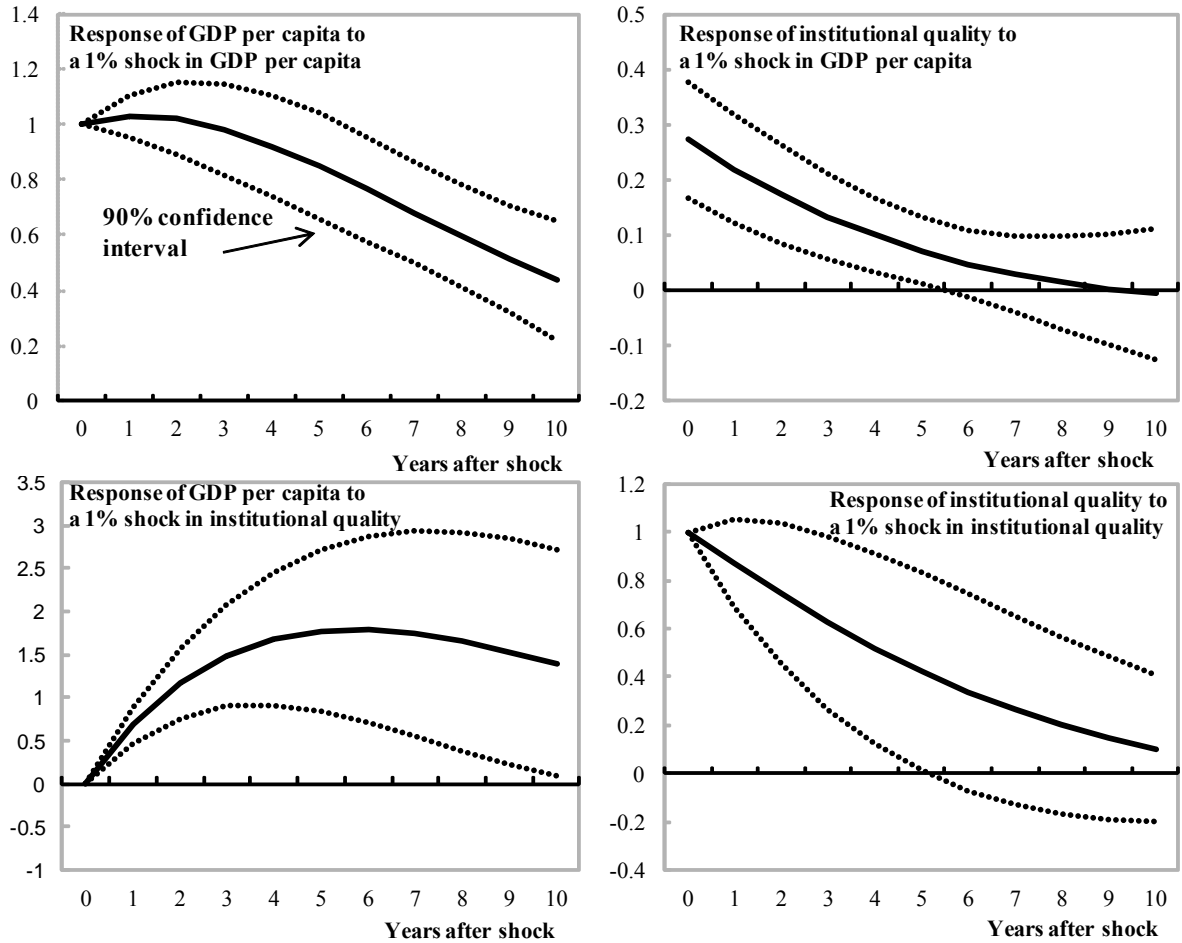 Response of GDP per capita to
a 1% shock in GDP per capita
1.4
1.2
1
0.8
0.6
0.4
0.2
0
90% confidence
interval
0 1 2 3 4 5 6 7 8 9 10
Years after shock
Response of institutional quality to
a 1% shock in GDP per capita
0.5
0.4
0.3
0.2
0.1
0
-0.1
-0.2
0 1 2 3 4 5 6 7 8 9 10
Years after shock
Response of GDP per capita to
a 1% shock in institutional quality
3.5
3
2.5
2
1.5
1
0.5
0
-0.5
-1
0 1 2 3 4 5 6 7 8 9 10
Years after shock
Response of institutional quality to
a 1% shock in institutional quality
1.2
1
0.8
0.6
0.4
0.2
0
-0.2
-0.4
0 1 2 3 4 5 6 7 8 9 10
Years after shock